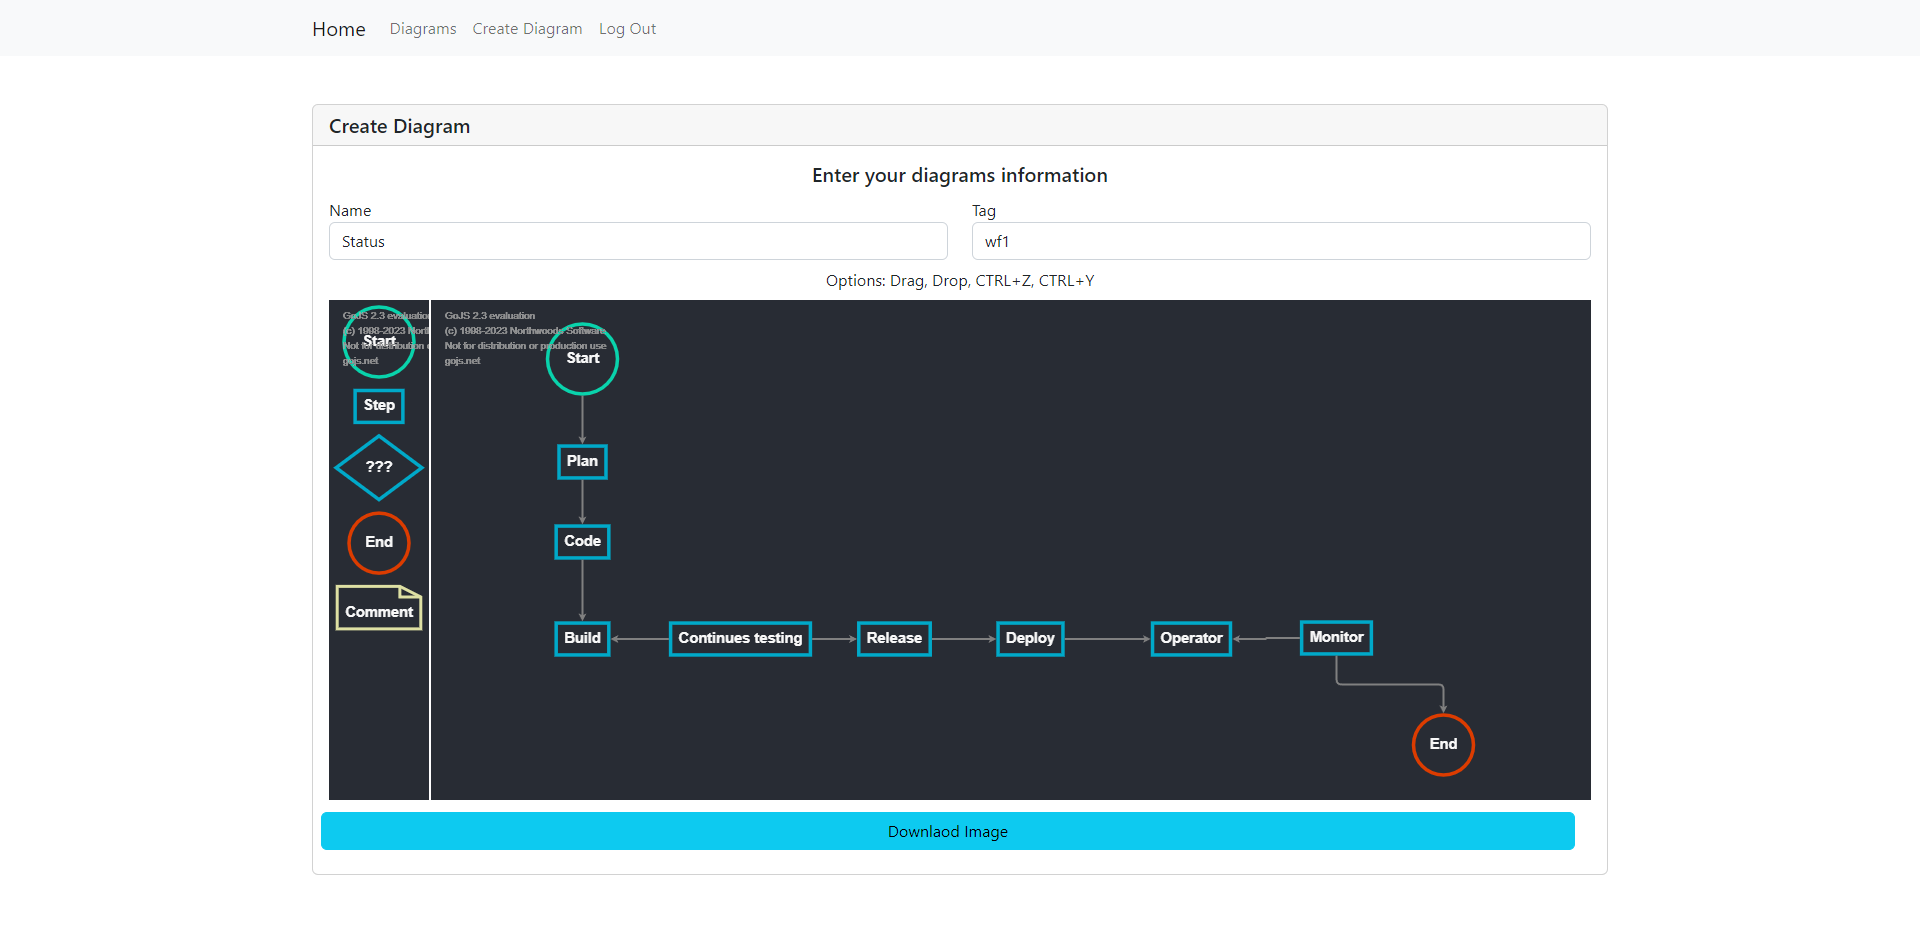 Home Diagrams Create Diagram Log Out
Create Diagram
Enter your diagrams information
Name
Tag
Status
wf1
Options: Drag, Drop, CTRL+Z, CTRL+Y
GoJS 2.3 evaluation
(c) 1998-2023 North
Not for distribution
gojs.net
Start
Step
???
End
Comment
GoJS 2.3 evaluation
(c) 1998-2023 Northwoods Software
Not for distribution or production use
gojs.net
Start
Plan
Code
Build
Continues testing
Release
Deploy
Operator
Monitor
End
Downlaod Image